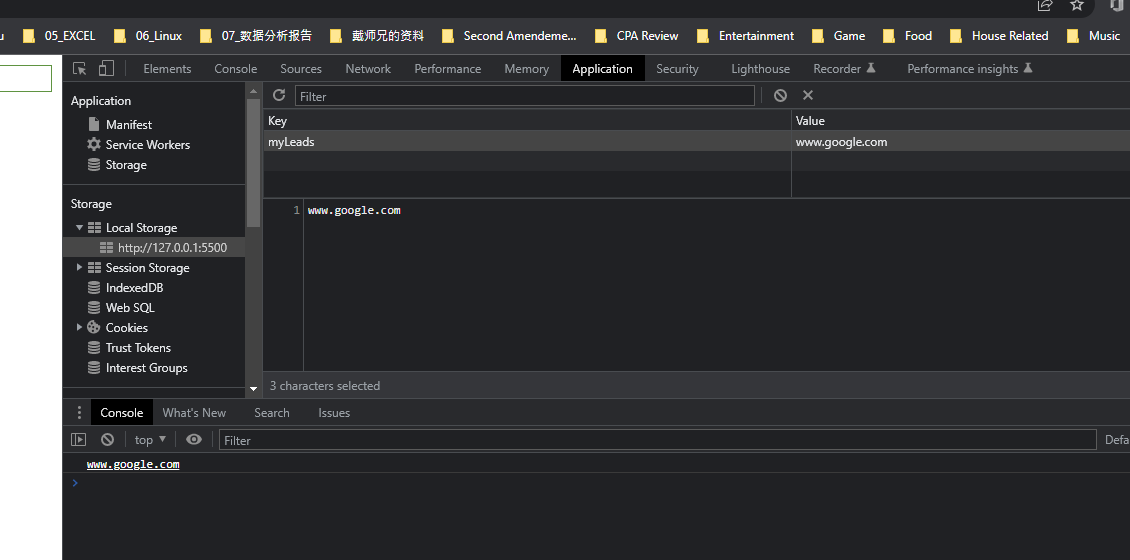 05_EXCEL 06_Linux 07_数据分析报告 戴师兄的资料 Second Amendeme... CPA Review Entertainment Game Food House Related Music
Elements Console Sources Network Performance Memory Application Security Lighthouse Recorder Performance insights
Application
Manifest
Service Workers
Storage
Storage
Local Storage
http://127.0.0.1:5500
Session Storage
IndexedDB
Web SQL
Cookies
Trust Tokens
Interest Groups
Filter
Key Value
myLeads www.google.com
1 www.google.com
3 characters selected
Console What's New Search Issues
top Filter Defa
www.google.com